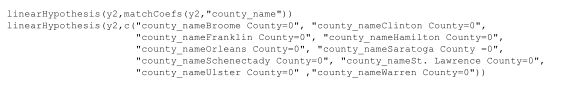 linearHypothesis(y2,matchCoefs(y2,"county_name"))
linearHypothesis(y2,c("county_nameBroome County=0", "county_nameClinton County=0",
"county_nameFranklin County=0", "county_nameHamilton County=0",
"county_nameOrleans County=0", "county_nameSaratoga County =0",
"county_nameSchenectady County=0", "county_nameSt. Lawrence County=0",
"county_nameUlster County=0" ,"county_nameWarren County=0"))